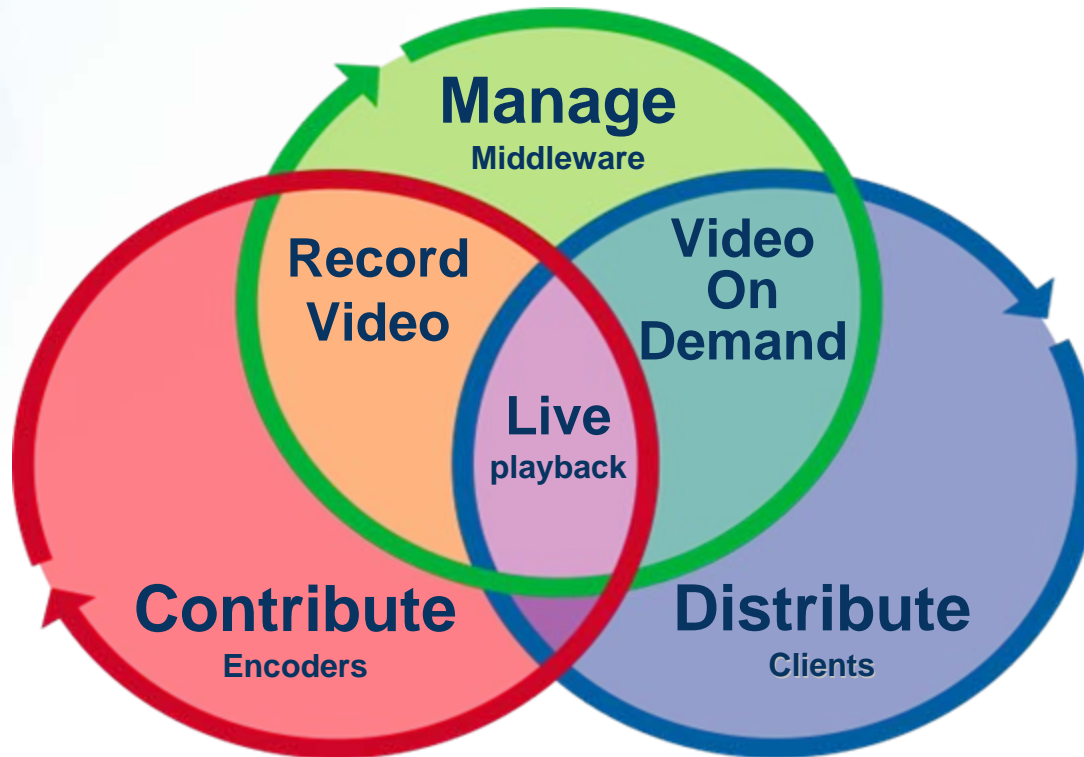 Manage
Middleware
Record
Video
Video
On
Demand
Live
playback
Contribute
Encoders
Distribute
Clients